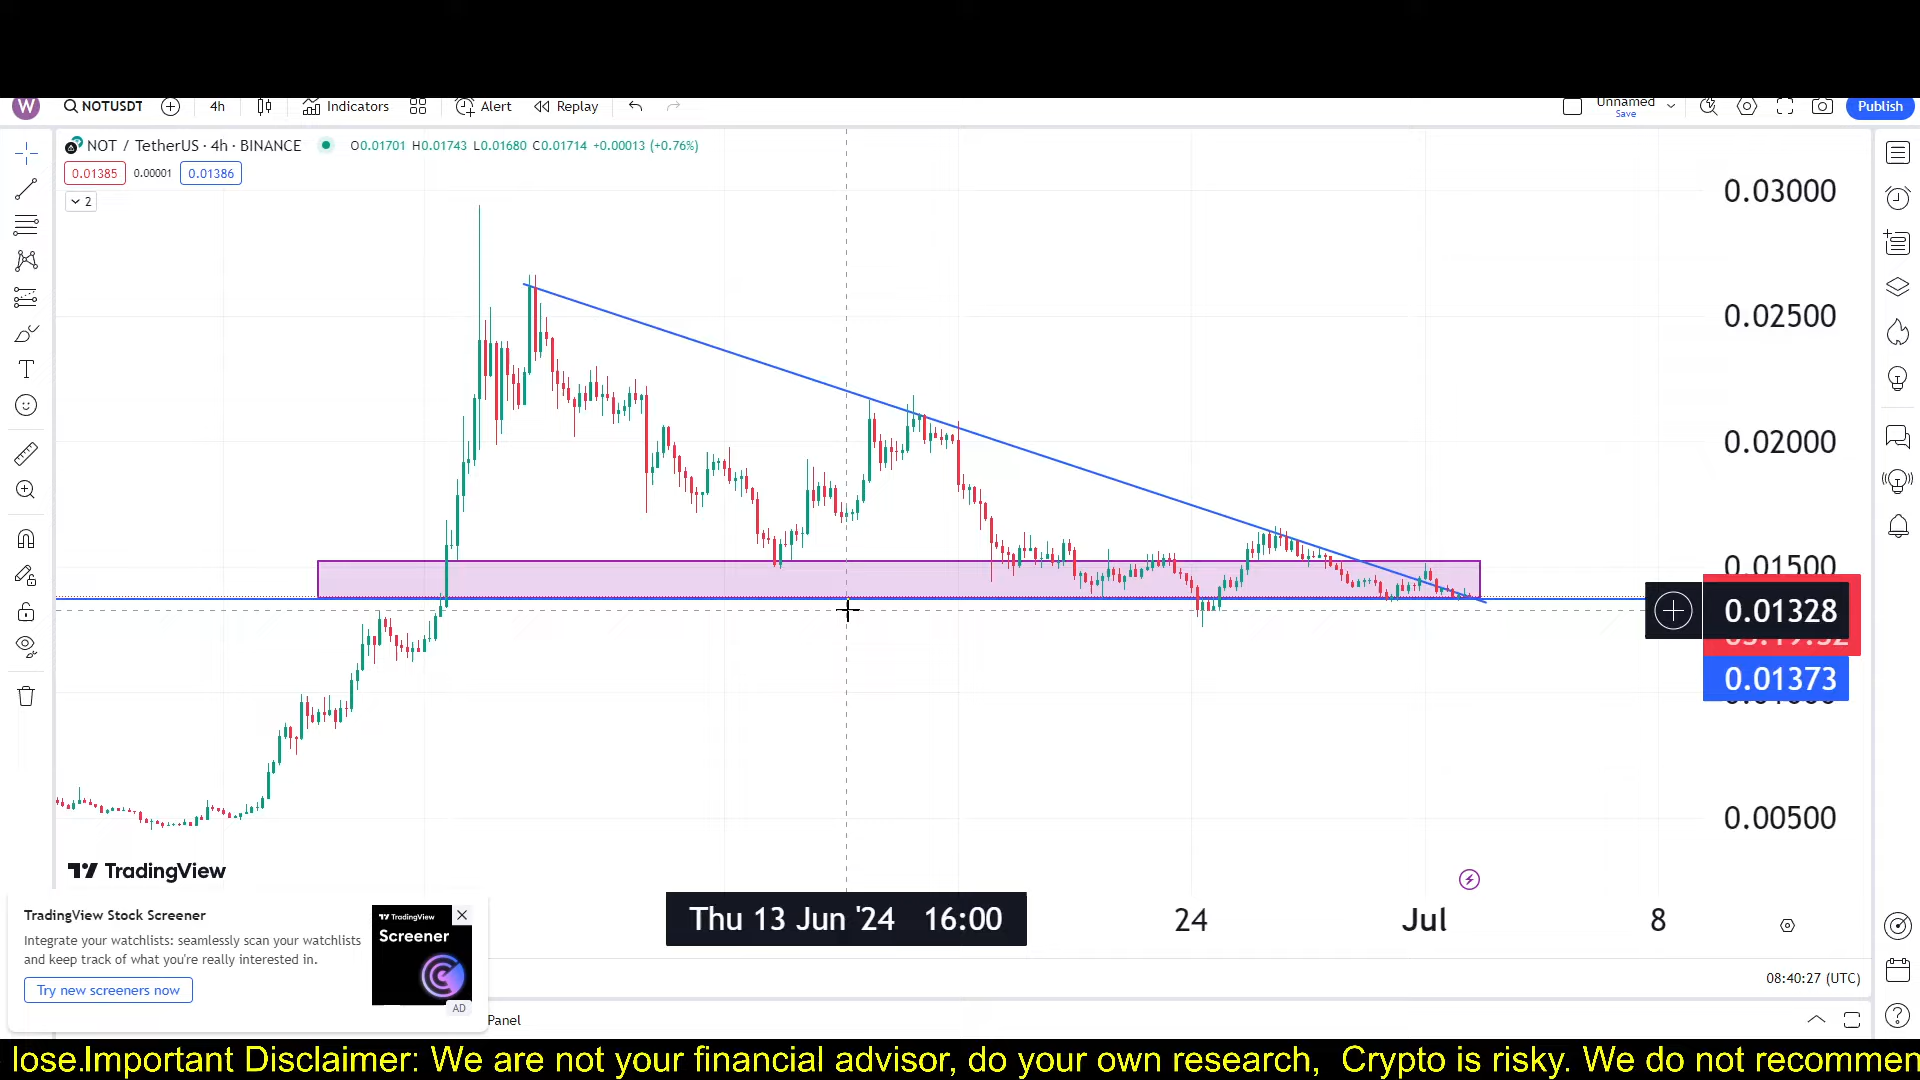 W
NOTUSDT
4h
Indicators
Alert
Replay
Unnamed
Save
Publish
NOT / TetherUS · 4h · BINANCE
O0.01701 H0.01743 L0.01680 C0.01714 +0.00013 (+0.76%)
0.01385 0.00001 0.01386
2
0.03000
0.02500
0.02000
0.01500
0.01328
0.01373
0.00500
TradingView
Thu 13 Jun '24 16:00
24
Jul
8
TradingView Stock Screener
Integrate your watchlists: seamlessly scan your watchlists
and keep track of what you're really interested in.
Try new screeners now
TradingView
Screener
AD
08:40:27 (UTC)
Panel
lose.Important Disclaimer: We are not your financial advisor, do your own research, Crypto is risky. We do not recommen